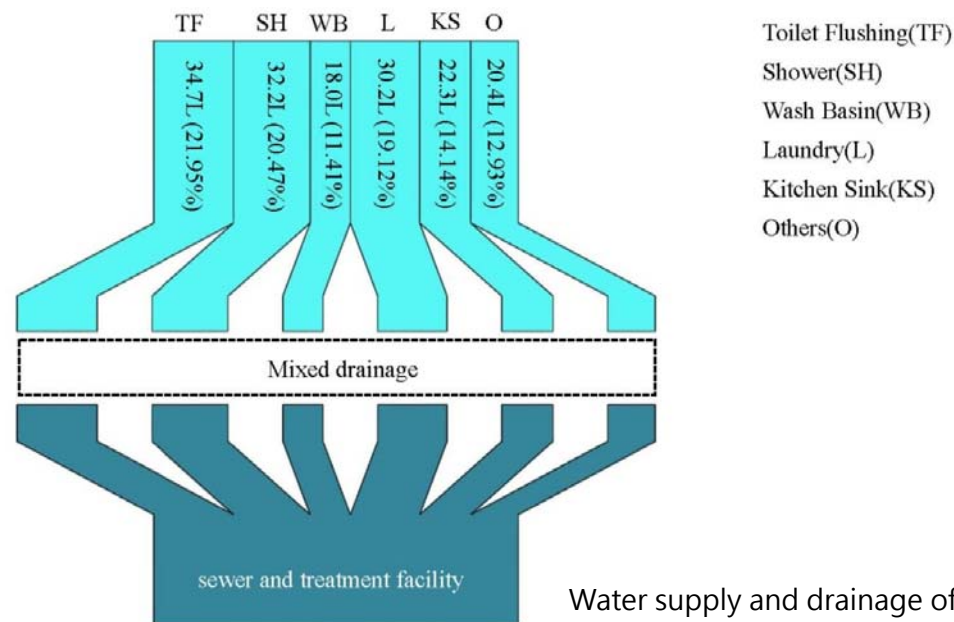 TF SH WB L KS O
34.7L (21.95%)
32.2L (20.47%)
18.0L (11.41%)
30.2L (19.12%)
22.3L (14.14%)
20.4L (12.93%)
Toilet Flushing(TF)
Shower(SH)
Wash Basin(WB)
Laundry(L)
Kitchen Sink(KS)
Others(O)
Mixed drainage
sewer and treatment facility
Water supply and drainage of